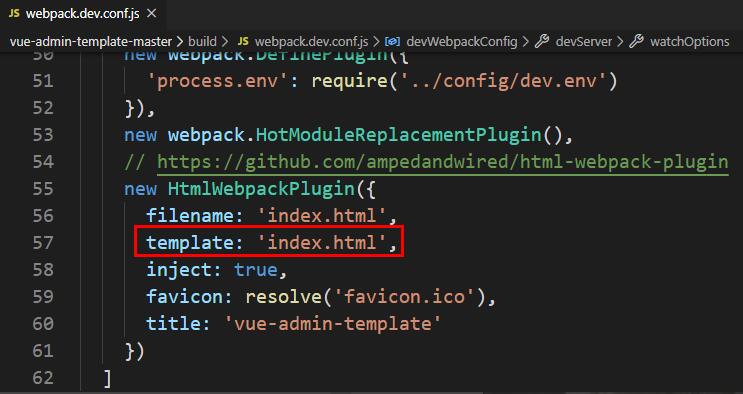 JS webpack.dev.conf.js ×
vue-admin-template-master > build > JS webpack.dev.conf.js > devWebpackConfig > devServer > watchOptions
50 new webpack.DefinePlugin({
51 'process.env': require('../config/dev.env')
52 }),
53 new webpack.HotModuleReplacementPlugin(),
54 // https://github.com/ampedandwired/html-webpack-plugin
55 new HtmlWebpackPlugin({
56 filename: 'index.html',
57 template: 'index.html',
58 inject: true,
59 favicon: resolve('favicon.ico'),
60 title: 'vue-admin-template'
61 })
62 ]